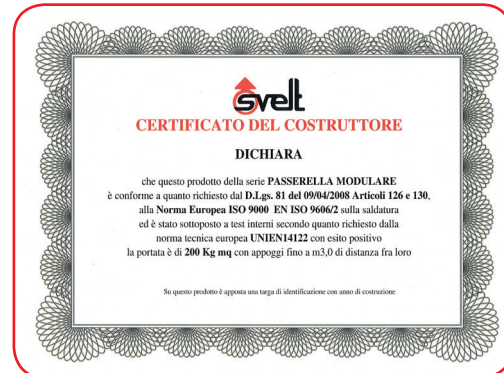 svelt
CERTIFICATO DEL COSTRUTTORE
DICHIARA
che questo prodotto della serie PASSERELLA MODULARE
è conforme a quanto richiesto dal D.Lgs. 81 del 09/04/2008 Articoli 126 e 130,
alla Norma Europea ISO 9000 EN ISO 9606/2 sulla saldatura
ed è stato sottoposto a test interni secondo quanto richiesto dalla
norma tecnica europea UNIEN14122 con esito positivo
la portata è di 200 Kg mq con appoggi fino a m3,0 di distanza fra loro
Su questo prodotto è apposta una targa di identificazione con anno di costruzione